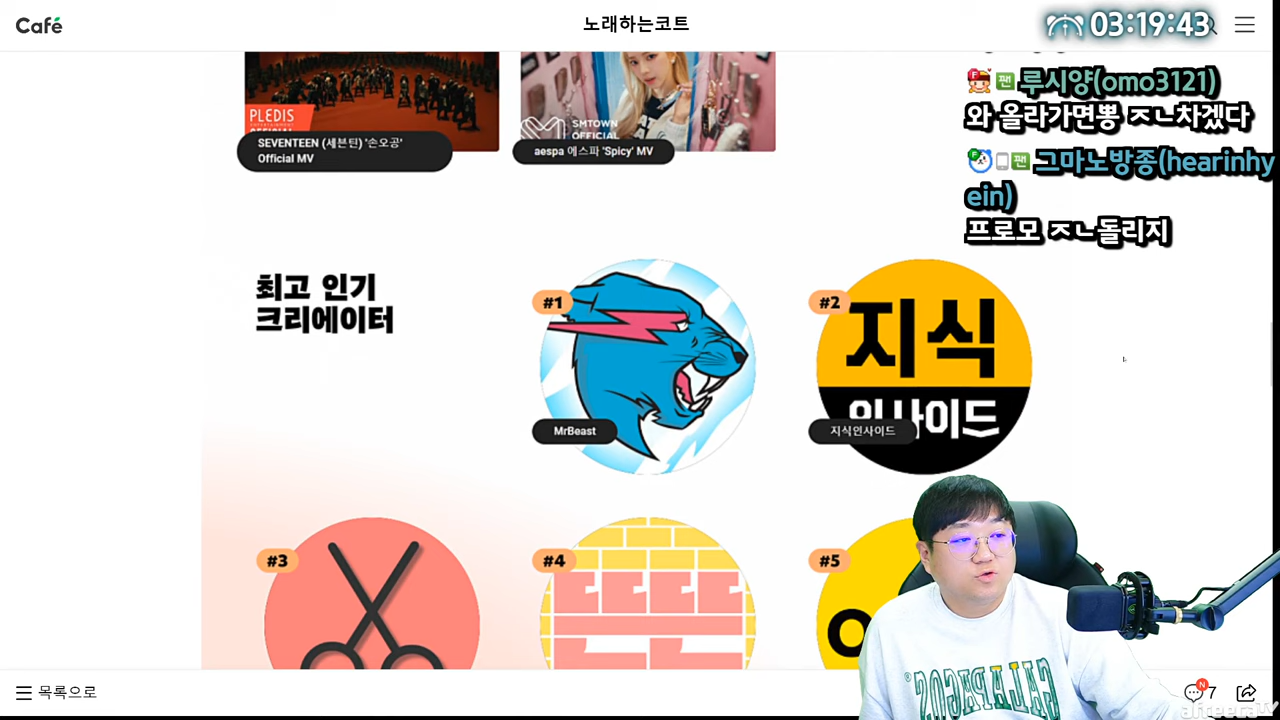 Café
노래하는코트
03:19:43
루시양(omo3121)
와 올라가면뽕 ㅈㄴ차겠다
그마노방종(hearinhy
ein)
프로모 ㅈㄴ돌리지
PLEDIS
SEVENTEEN (세븐틴) '손오공'
Official MV
SMTOWN
OFFICIAL
aespa 에스파 'Spicy' MV
최고 인기
크리에이터
#1
MrBeast
#2
지식
인사이드
지식인사이드
#3
#4
#5
목록으로
GALAPAGOS
N
7
afreecaTV